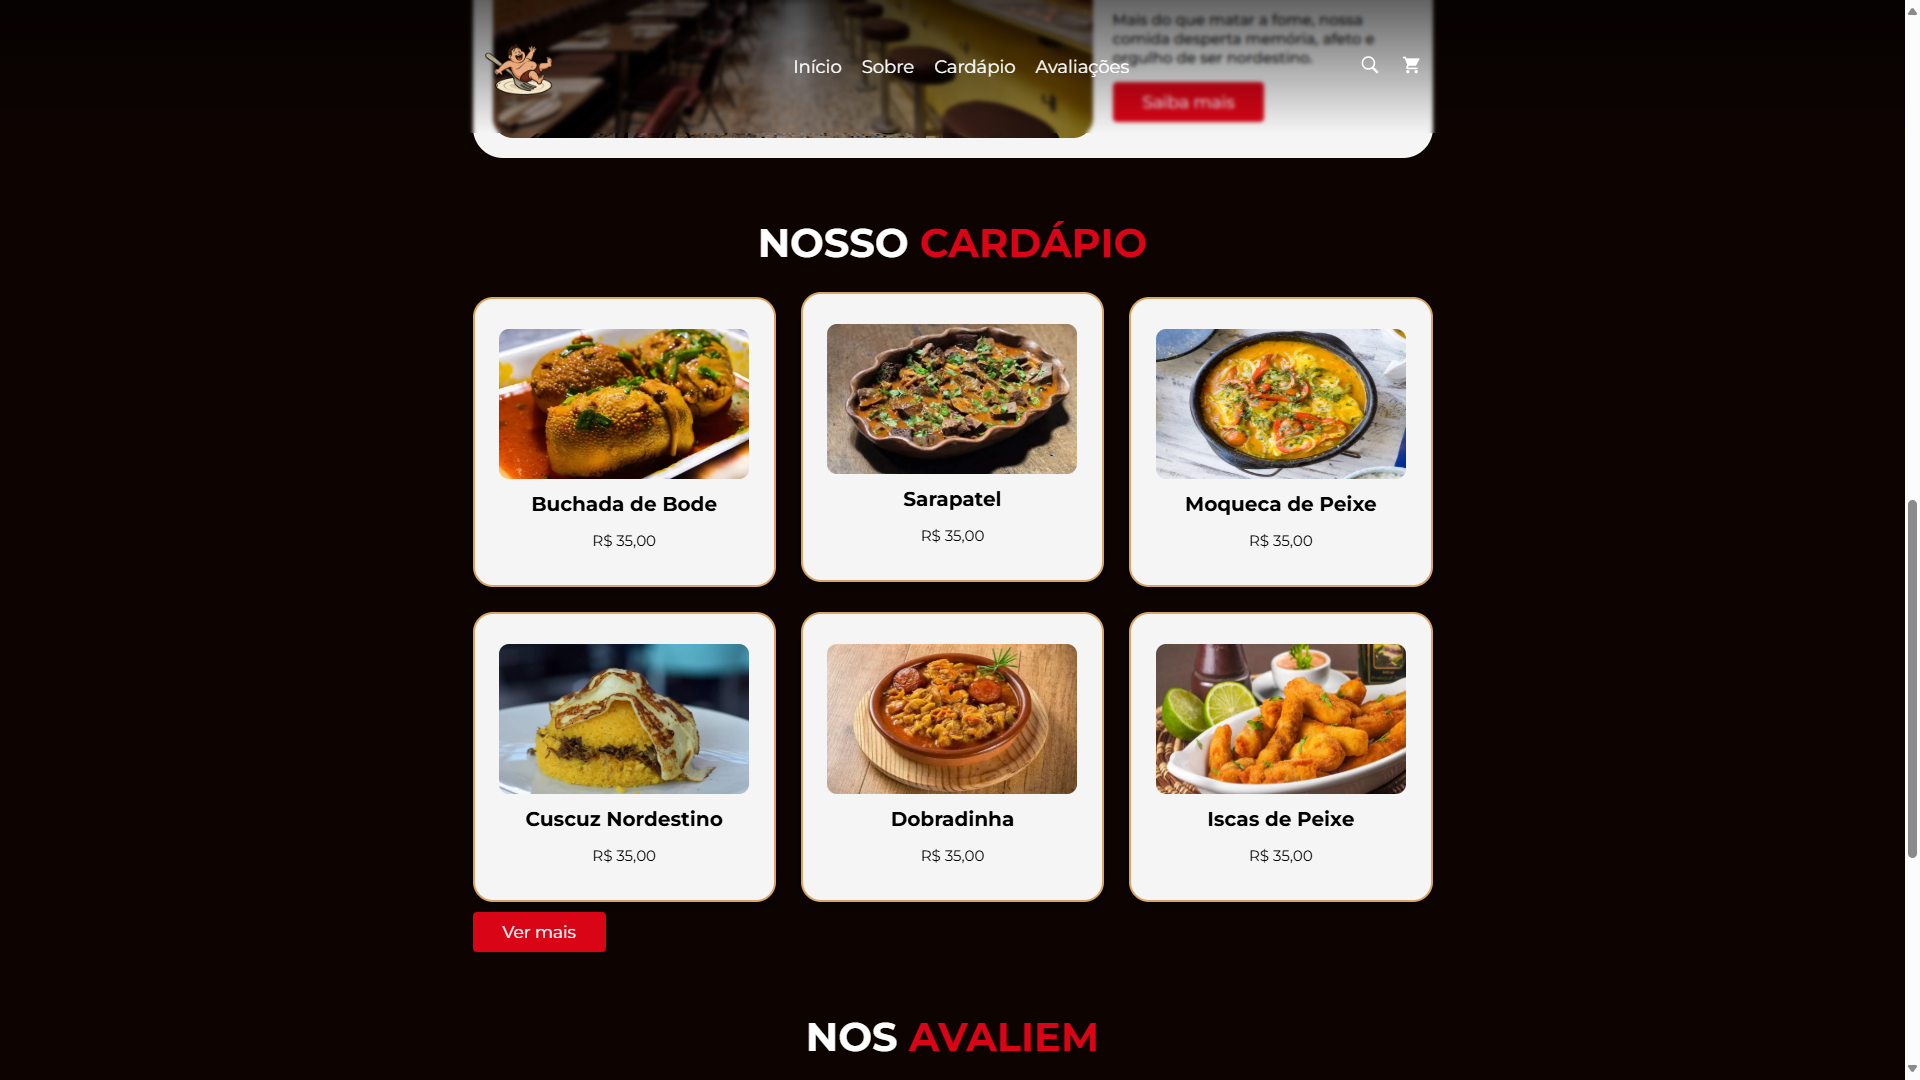 Mais do que matar a fome, nossa
comida desperta memória, afeto e
orgulho de ser nordestino.
Início Sobre Cardápio Avaliações
Saiba mais
NOSSO CARDÁPIO
Buchada de Bode
R$ 35,00
Sarapatel
R$ 35,00
Moqueca de Peixe
R$ 35,00
Cuscuz Nordestino
R$ 35,00
Dobradinha
R$ 35,00
Iscas de Peixe
R$ 35,00
Ver mais
NOS AVALIEM